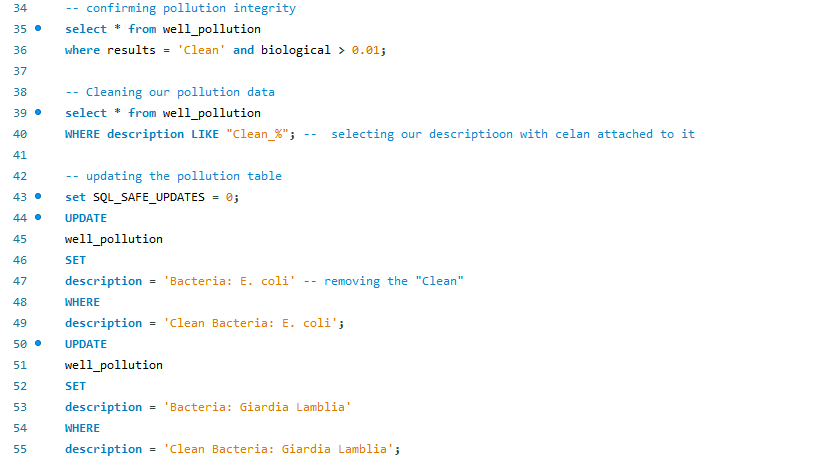 34 -- confirming pollution integrity
35 select * from well_pollution
36 where results = 'Clean' and biological > 0.01;
37
38 -- Cleaning our pollution data
39 select * from well_pollution
40 WHERE description LIKE "Clean_%"; --  selecting our descriptioon with celan attached to it
41
42 -- updating the pollution table
43 set SQL_SAFE_UPDATES = 0;
44 UPDATE
45 well_pollution
46 SET
47 description = 'Bacteria: E. coli' -- removing the "Clean"
48 WHERE
49 description = 'Clean Bacteria: E. coli';
50 UPDATE
51 well_pollution
52 SET
53 description = 'Bacteria: Giardia Lamblia'
54 WHERE
55 description = 'Clean Bacteria: Giardia Lamblia';